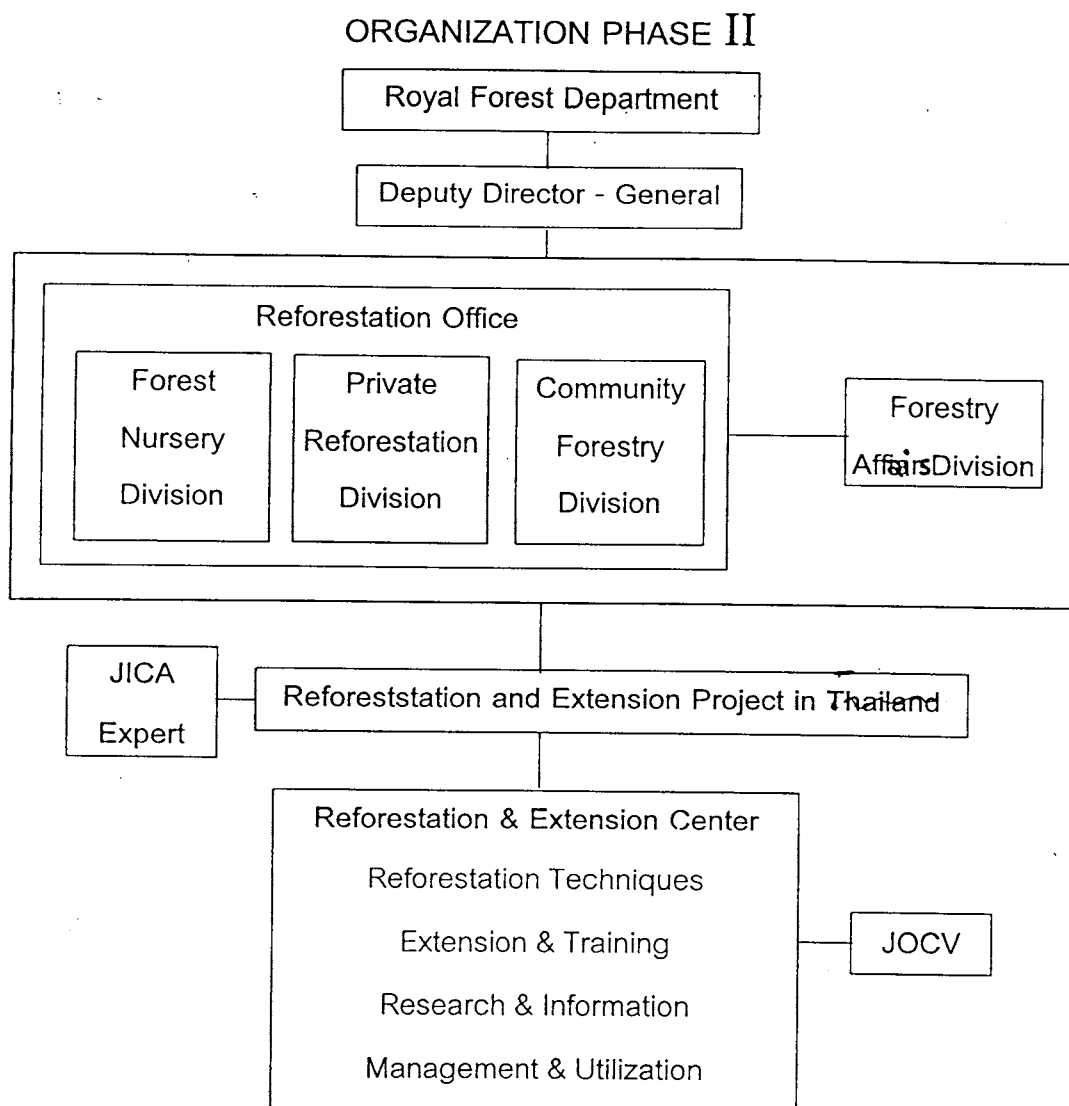 ORGANIZATION PHASE II
Royal Forest Department
Deputy Director - General
Reforestation Office
Forest
Nursery
Division
Private
Reforestation
Division
Community
Forestry
Division
Forestry
Affairs Division
JICA
Expert
Reforeststation and Extension Project in Thailand
Reforestation & Extension Center
Reforestation Techniques
Extension & Training
Research & Information
Management & Utilization
JOCV